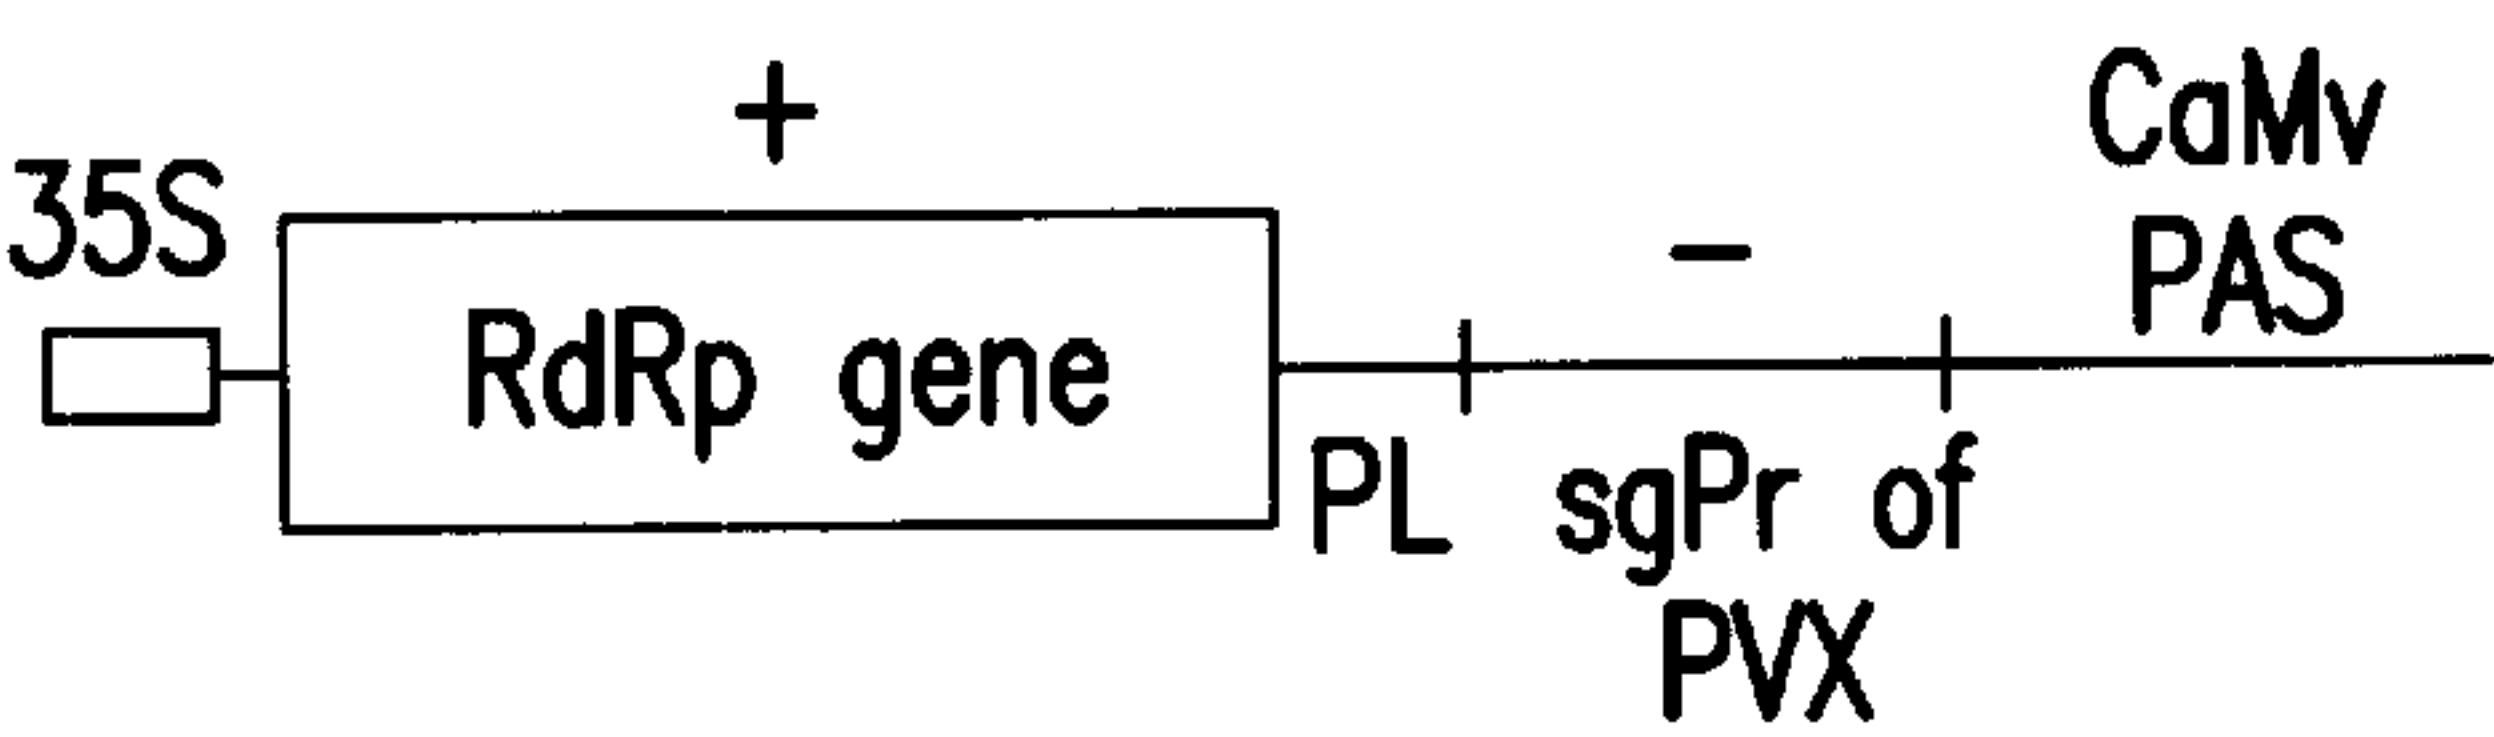 +
35S
RdRp gene
PL
−
sgPr of
PVX
CaMv
PAS